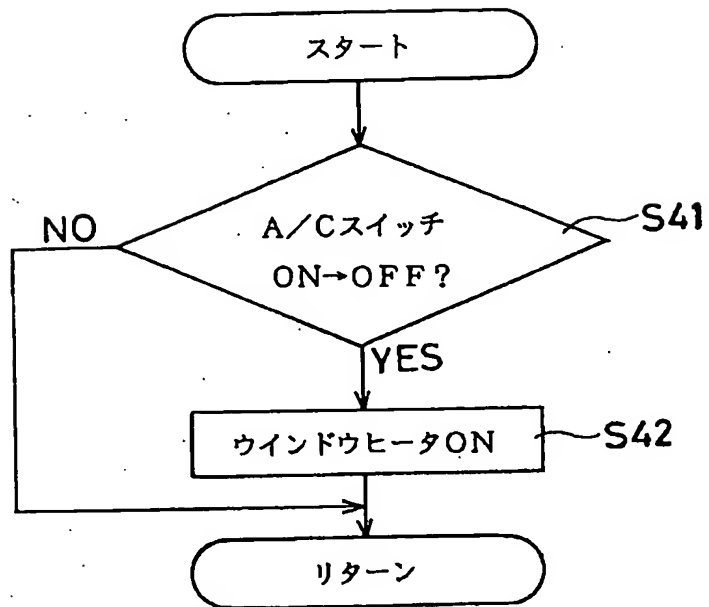 スタート
A/Cスイッチ
ON→OFF?
S41
NO
YES
ウインドウヒータON
S42
リターン